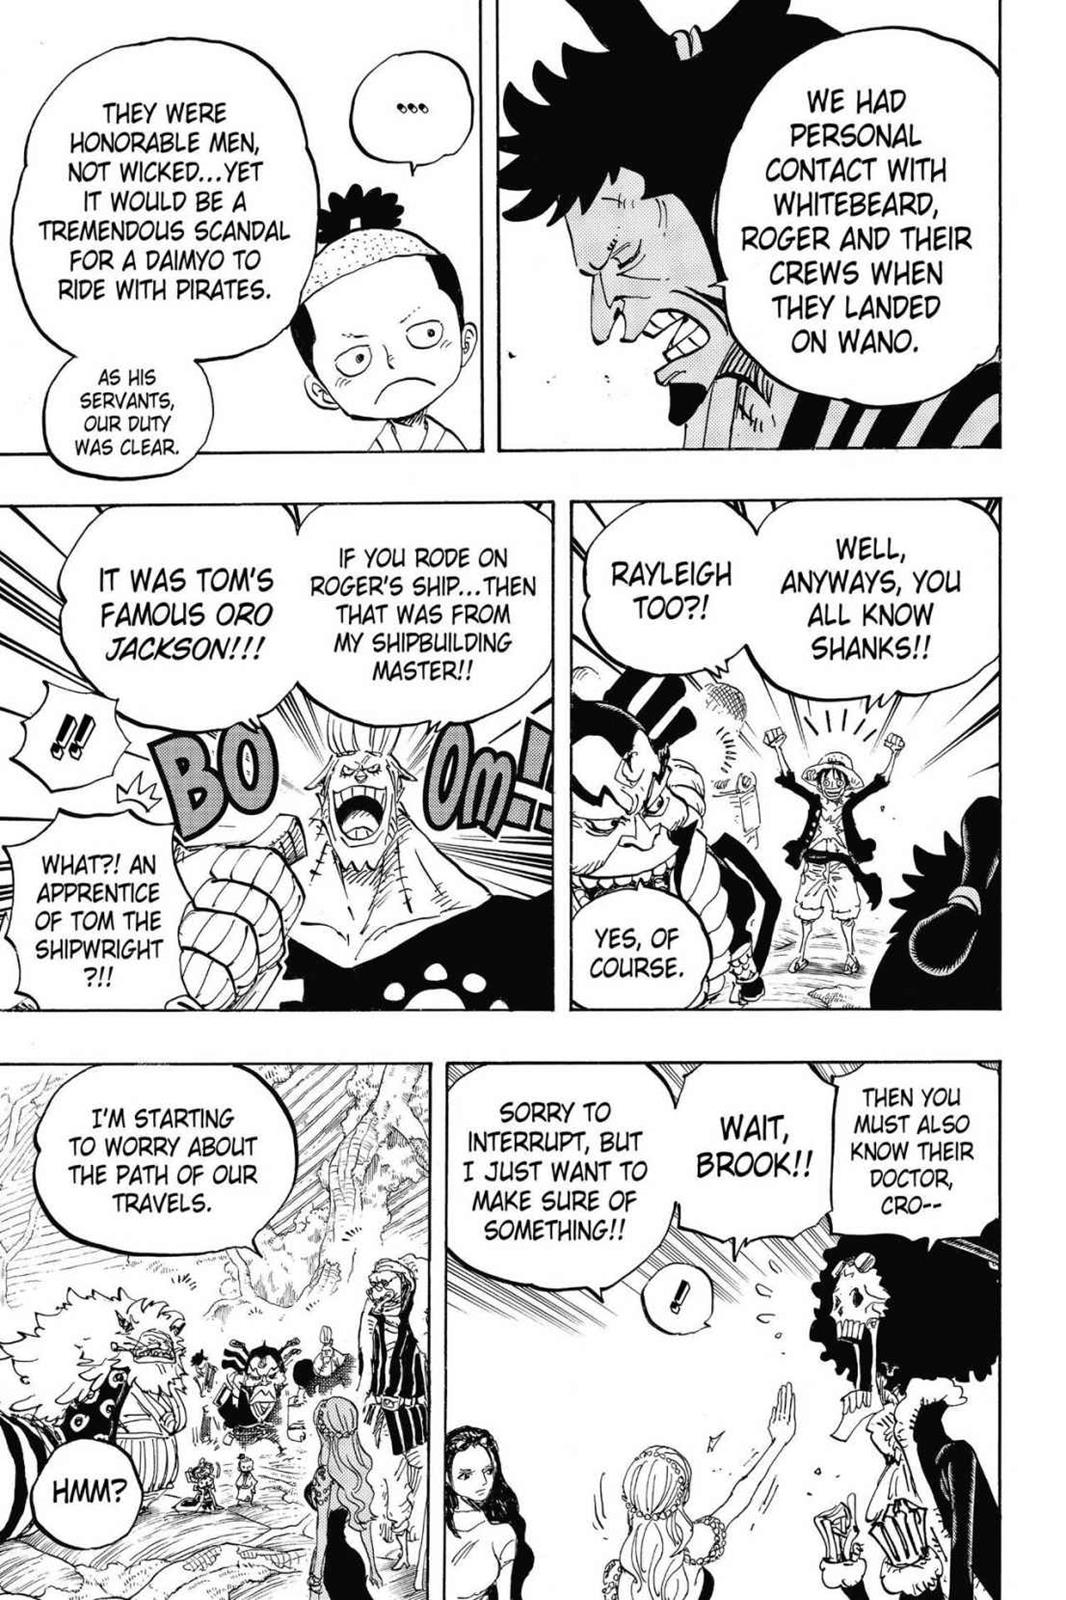 WE HAD
PERSONAL
CONTACT WITH
WHITEBEARD,
ROGER AND THEIR
CREWS WHEN
THEY LANDED
ON WANO.
...
THEY WERE
HONORABLE MEN,
NOT WICKED...YET
IT WOULD BE A
TREMENDOUS SCANDAL
FOR A DAIMYO TO
RIDE WITH PIRATES.
AS HIS
SERVANTS,
OUR DUTY
WAS CLEAR.
WELL,
ANYWAYS, YOU
ALL KNOW
SHANKS!!
RAYLEIGH
TOO?!
YES, OF
COURSE.
IF YOU RODE ON
ROGER'S SHIP...THEN
THAT WAS FROM
MY SHIPBUILDING
MASTER!!
IT WAS TOM'S
FAMOUS ORO
JACKSON!!!
BOOM!!
!!
WHAT?! AN
APPRENTICE
OF TOM THE
SHIPWRIGHT
?!!
THEN YOU
MUST ALSO
KNOW THEIR
DOCTOR,
CRO--
WAIT,
BROOK!!
SORRY TO
INTERRUPT, BUT
I JUST WANT TO
MAKE SURE OF
SOMETHING!!
!!
I'M STARTING
TO WORRY ABOUT
THE PATH OF OUR
TRAVELS.
HMM?